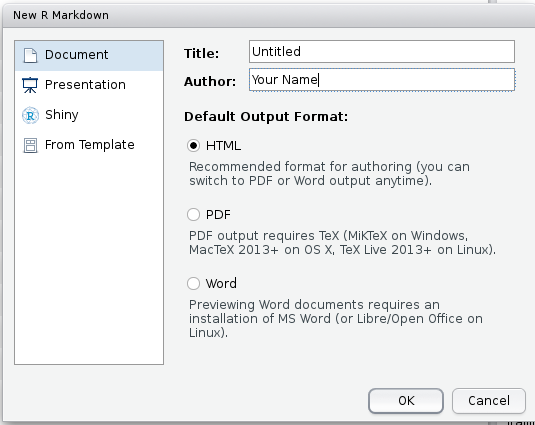 New R Markdown
Document
Presentation
Shiny
From Template
Title: Untitled
Author: Your Name
Default Output Format:
HTML
Recommended format for authoring (you can
switch to PDF or Word output anytime).
PDF
PDF output requires TeX (MiKTeX on Windows,
MacTeX 2013+ on OS X, TeX Live 2013+ on Linux).
Word
Previewing Word documents requires an
installation of MS Word (or Libre/Open Office on
Linux).
OK Cancel